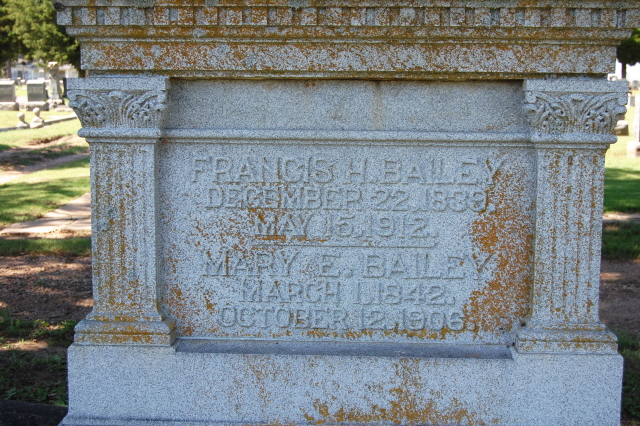 FRANCIS H. BAILEY
DECEMBER 22, 1839.
MAY 15, 1912.
MARY E. BAILEY
MARCH 1, 1842.
OCTOBER 12, 1906.